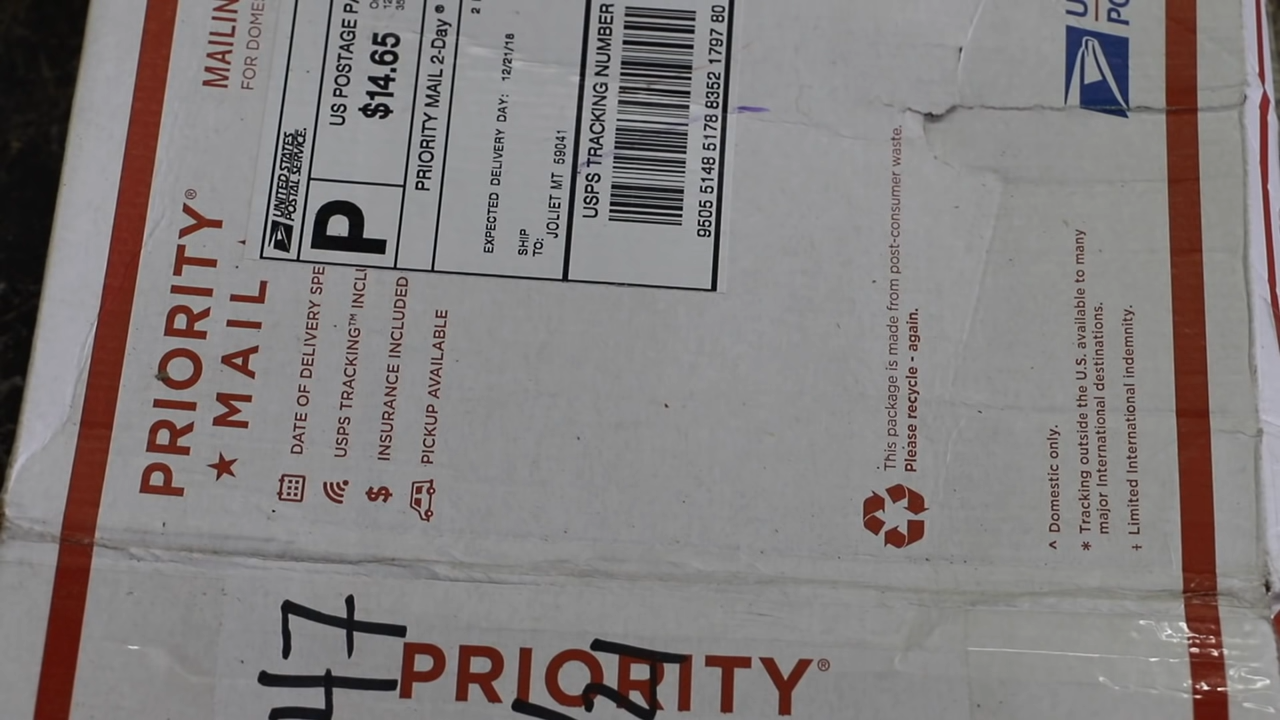 MAILIN
FOR DOME
PRIORITY®
★ MAIL
DATE OF DELIVERY SPE
USPS TRACKING™ INCLU
$ INSURANCE INCLUDED
PICKUP AVAILABLE
UNITED STATES
POSTAL SERVICE.
P
US POSTAGE PA
$14.65
PRIORITY MAIL 2-Day ®
EXPECTED DELIVERY DAY: 12/21/18
SHIP
TO:
JOLIET MT 59041
USPS TRACKING NUMBER
9505 5148 5178 8352 1797 80
This package is made from post-consumer waste.
Please recycle - again.
^ Domestic only.
* Tracking outside the U.S. available to many
major International destinations.
+ Limited International indemnity.
47
PRIORITY®